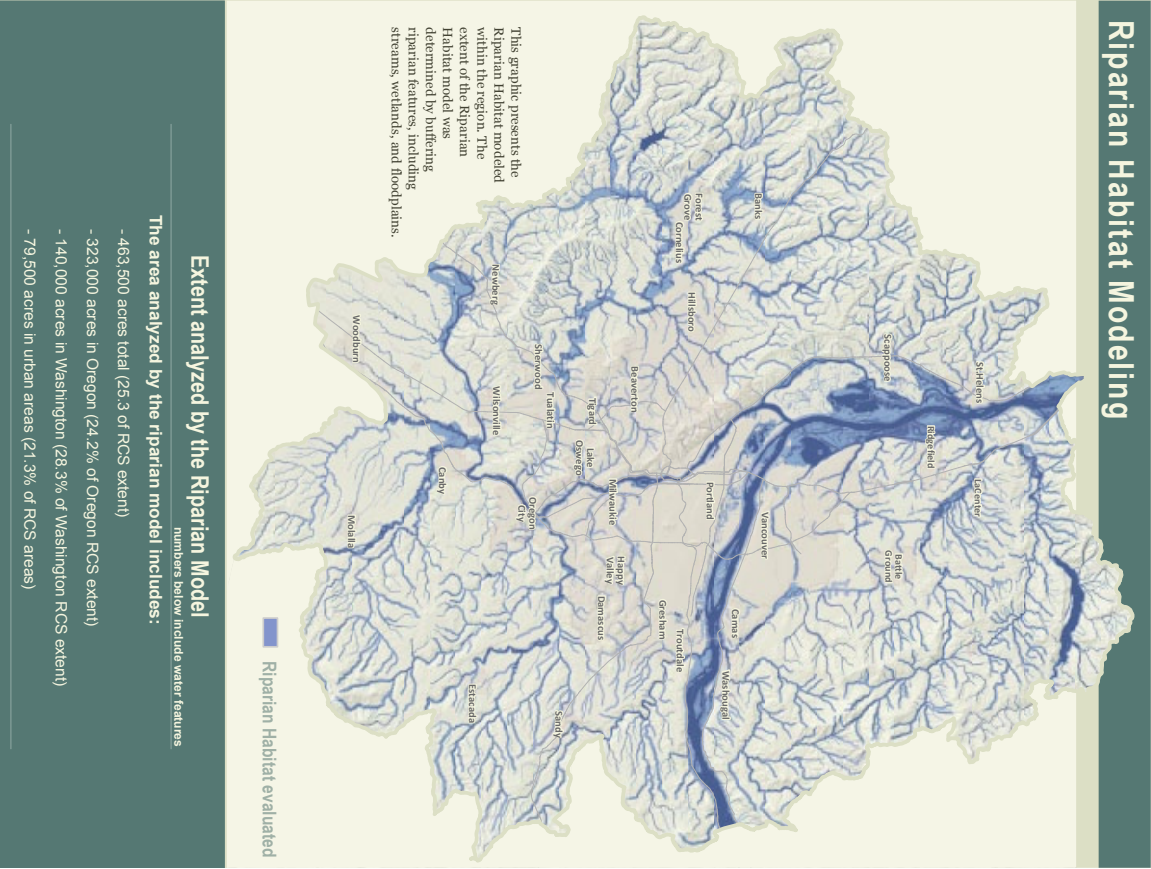 Riparian Habitat Modeling
This graphic presents the
Riparian Habitat modeled
within the region. The
extent of the Riparian
Habitat model was
determined by buffering
riparian features, including
streams, wetlands, and floodplains.
St.Helens
Scappoose
Ridgefield
LaCenter
Battle
Ground
Banks
Forest
Grove
Cornelius
Hillsboro
Vancouver
Portland
Camas
Washougal
Troutdale
Gresham
Beaverton
Tigard
Lake
Oswego
Milwaukie
Happy
Valley
Damascus
Sherwood
Tualatin
Newberg
Wilsonville
Oregon
City
Sandy
Estacada
Canby
Woodburn
Molalla
Riparian Habitat evaluated
Extent analyzed by the Riparian Model
numbers below include water features
The area analyzed by the riparian model includes:
- 463,500 acres total (25.3 of RCS extent)
- 323,000 acres in Oregon (24.2% of Oregon RCS extent)
- 140,000 acres in Washington (28.3% of Washington RCS extent)
- 79,500 acres in urban areas (21.3% of RCS areas)